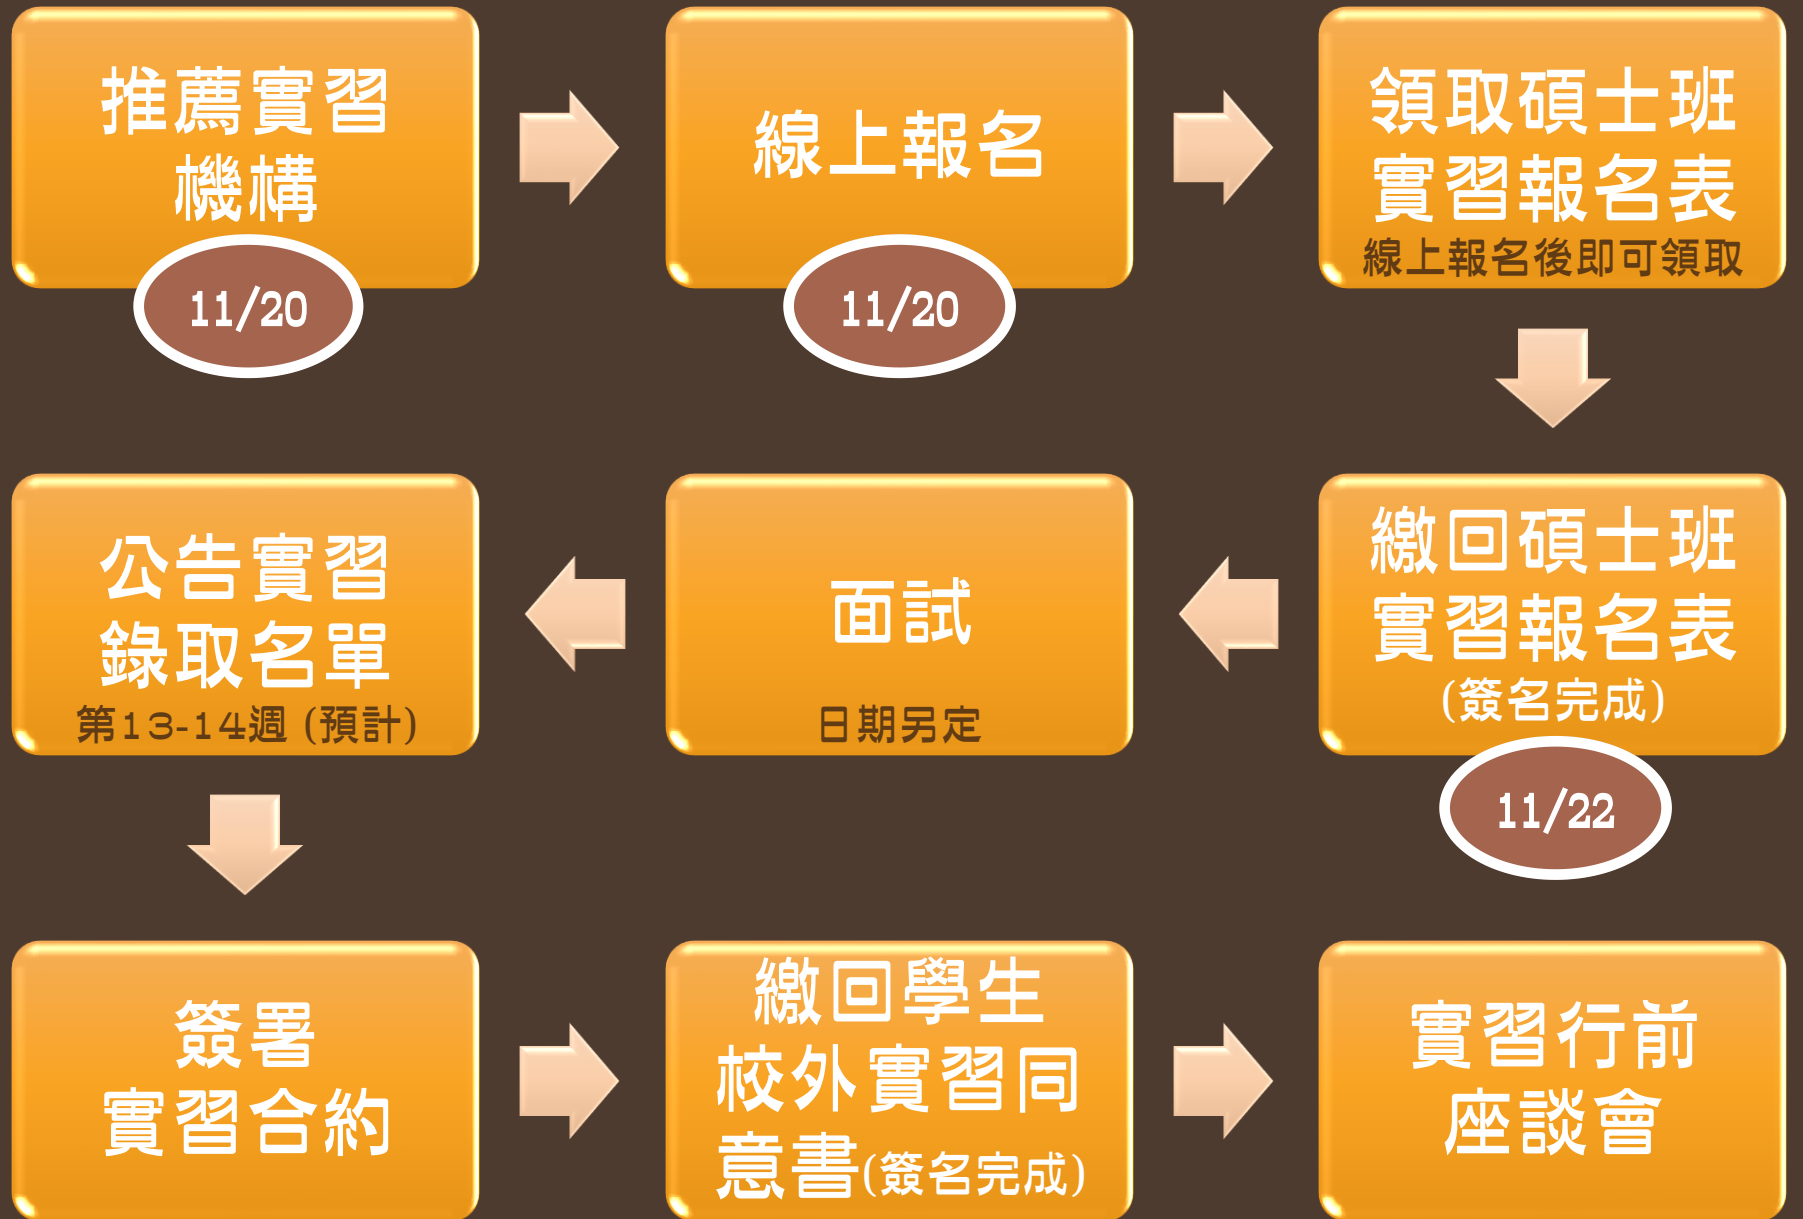 推薦實習
機構
11/20
線上報名
11/20
領取碩士班
實習報名表
線上報名後即可領取
繳回碩士班
實習報名表
(簽名完成)
11/22
面試
日期另定
公告實習
錄取名單
第13-14週 (預計)
簽署
實習合約
繳回學生
校外實習同
意書(簽名完成)
實習行前
座談會